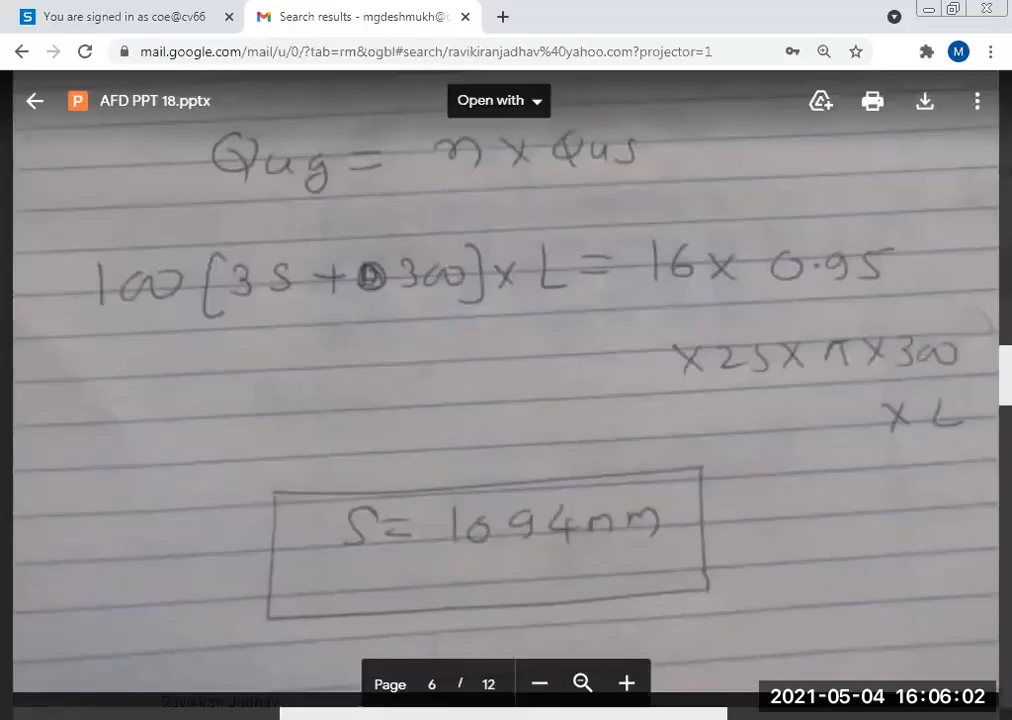 You are signed in as coe@cv66
Search results - mgdeshmukh@c
mail.google.com/mail/u/0/?tab=rm&ogbl#search/ravikiranjadhav%40yahoo.com?projector=1
M
P AFD PPT 18.pptx
Open with
Qug = n x Qus
100 [3S + 300] x L = 16 x 0.95
x 25 x π x 300
x L
S = 1094mm
Page 6 / 12
2021-05-04 16:06:02